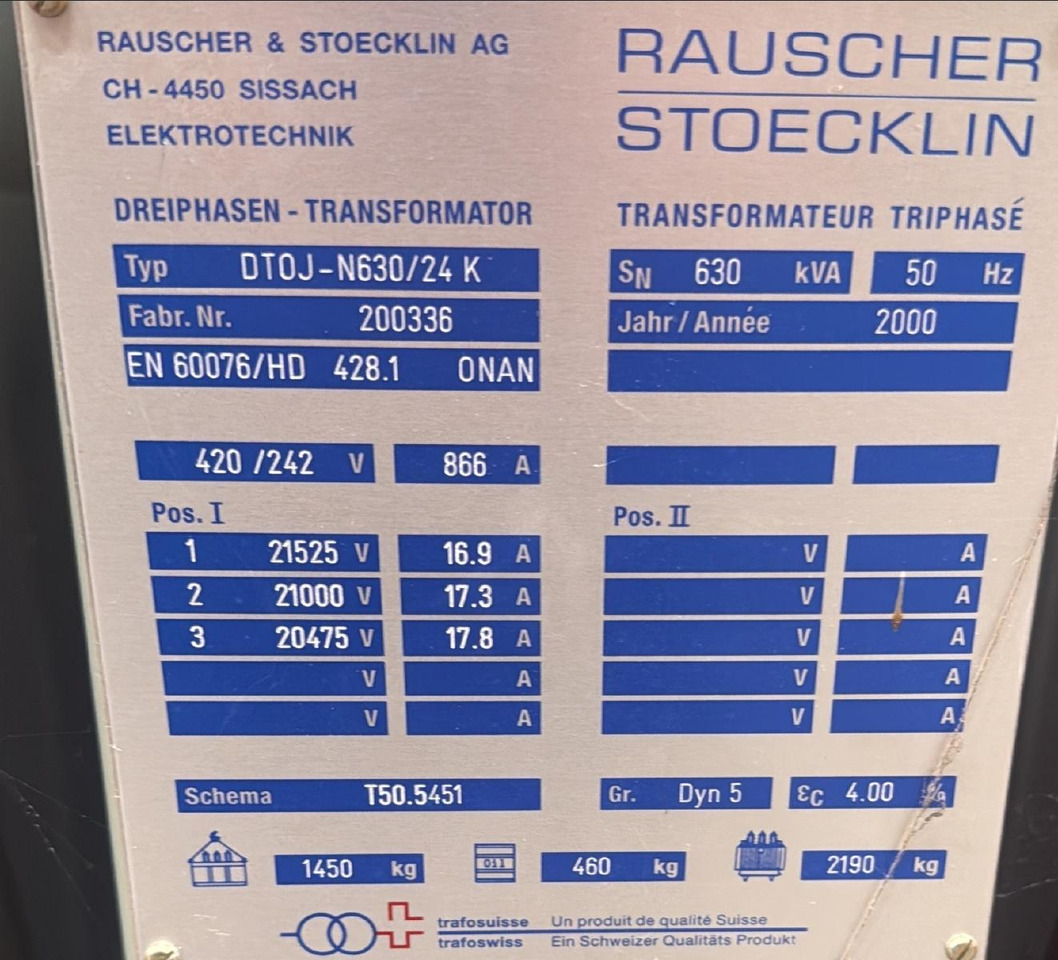 RAUSCHER & STOECKLIN AG
CH-4450 SISSACH
ELEKTROTECHNIK
RAUSCHER
STOECKLIN
DREIPHASEN - TRANSFORMATOR
TRANSFORMATEUR TRIPHASÉ
Typ DTOJ-N630/24 K
SN 630 kVA 50 Hz
Fabr. Nr. 200336
Jahr / Année 2000
EN 60076/HD 428.1 ONAN
420 /242 V 866 A
Pos. I
Pos. II
1 21525 V 16.9 A V A
2 21000 V 17.3 A V A
3 20475 V 17.8 A V A
V A V A
V A V A
Schema T50.5451
Gr. Dyn 5 εC 4.00 %
1450 kg
OIL
460 kg
2190 kg
trafosuisse Un produit de qualité Suisse
trafoswiss Ein Schweizer Qualitäts Produkt